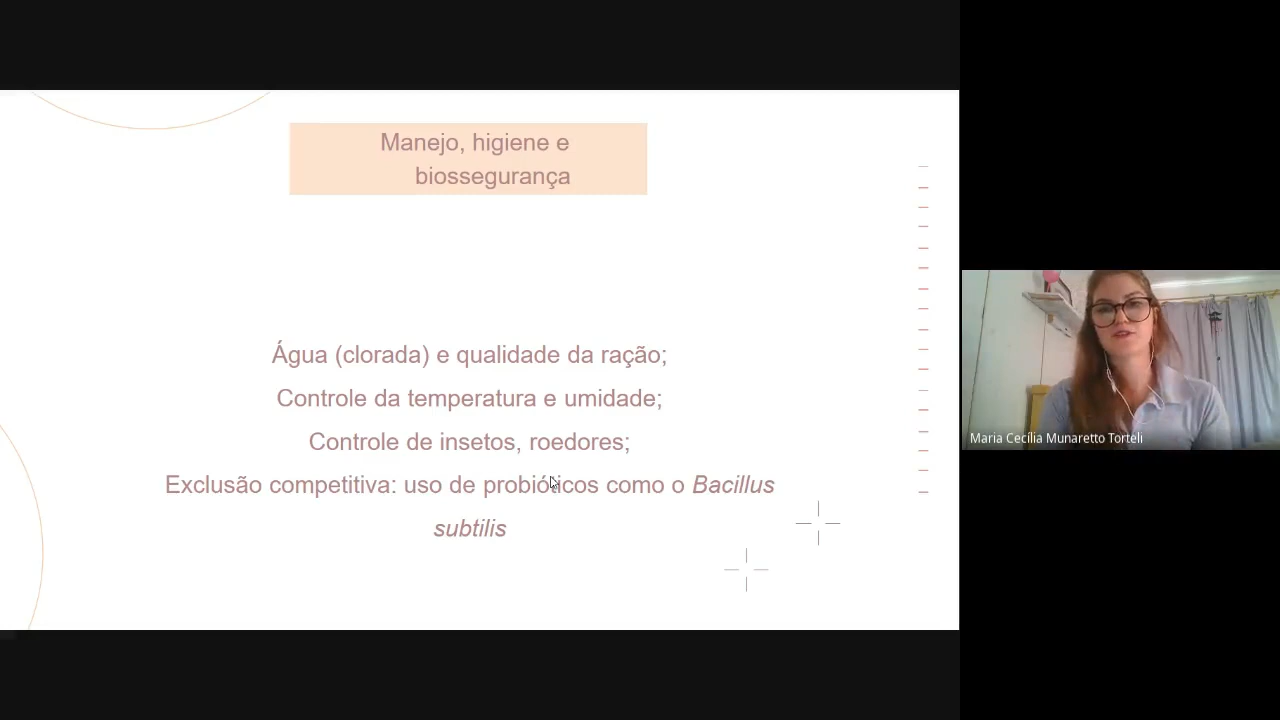 Manejo, higiene e
biossegurança
Água (clorada) e qualidade da ração;
Controle da temperatura e umidade;
Controle de insetos, roedores;
Exclusão competitiva: uso de probióticos como o Bacillus
subtilis
Maria Cecília Munaretto Torteli